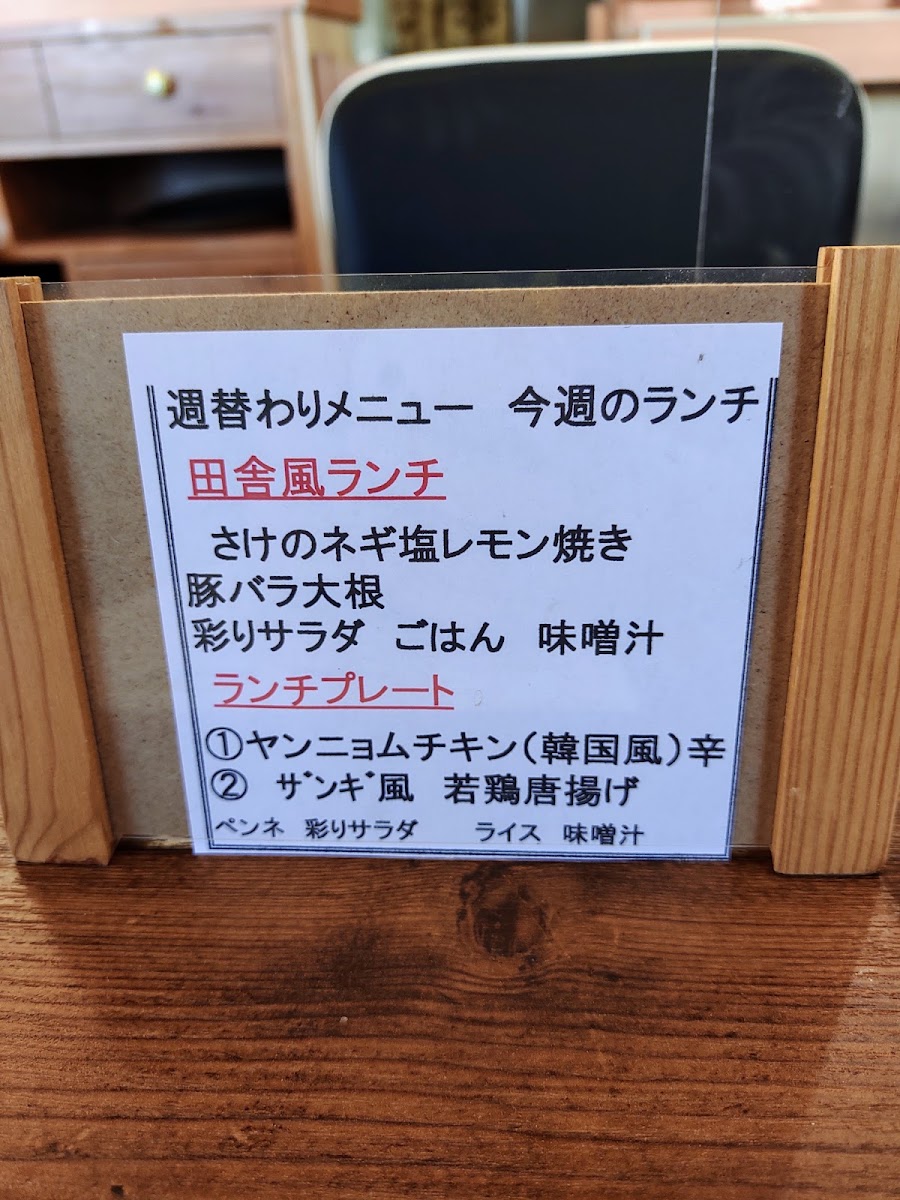 週替わりメニュー　今週のランチ
田舎風ランチ
さけのネギ塩レモン焼き
豚バラ大根
彩りサラダ　ごはん　味噌汁
ランチプレート
①ヤンニョムチキン（韓国風）辛
②　ｻﾞﾝｷﾞ風　若鶏唐揚げ
ペンネ　彩りサラダ　　ライス　味噌汁